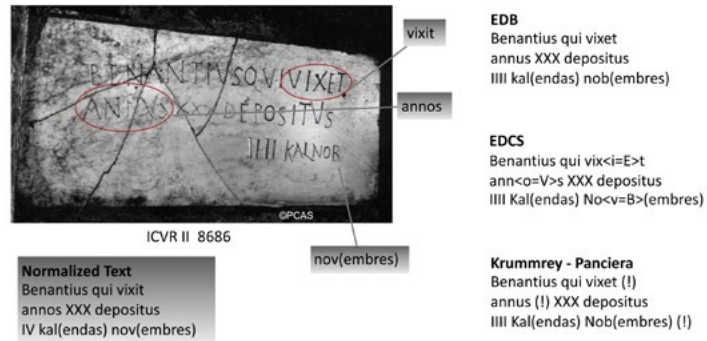 BENANTIVSQVIVIXET
ANNVSXXXDEPOSITVS
IIII KALNOB
©PCAS
ICVR II 8686
vixit
annos
nov(embres)
Normalized Text
Benantius qui vixit
annos XXX depositus
IV kal(endas) nov(embres)
EDB
Benantius qui vixet
annus XXX depositus
IIII kal(endas) nob(embres)
EDCS
Benantius qui vix<i=E>t
ann<o=V>s XXX depositus
IIII Kal(endas) No<v=B>(embres)
Krummrey - Panciera
Benantius qui vixet (!)
annus (!) XXX depositus
IIII Kal(endas) Nob(embres) (!)